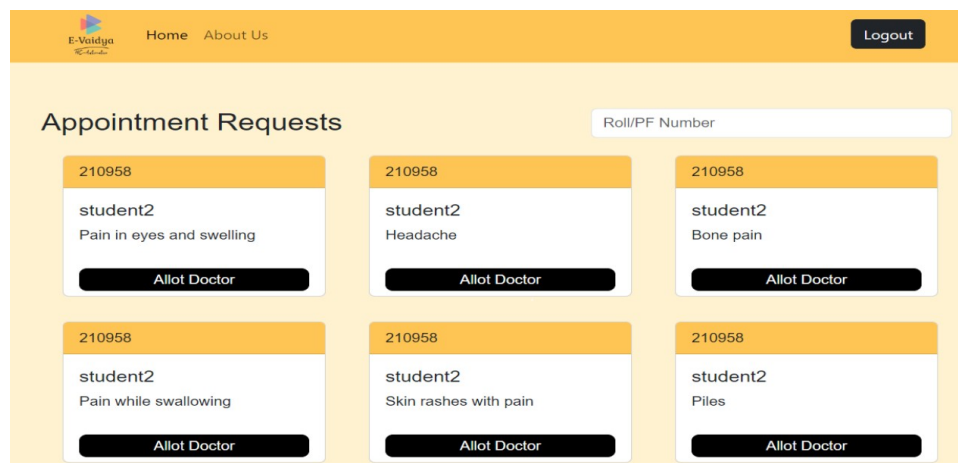 E-Vaidya
Home About Us
Logout
Appointment Requests
Roll/PF Number
210958
student2
Pain in eyes and swelling
Allot Doctor
210958
student2
Headache
Allot Doctor
210958
student2
Bone pain
Allot Doctor
210958
student2
Pain while swallowing
Allot Doctor
210958
student2
Skin rashes with pain
Allot Doctor
210958
student2
Piles
Allot Doctor